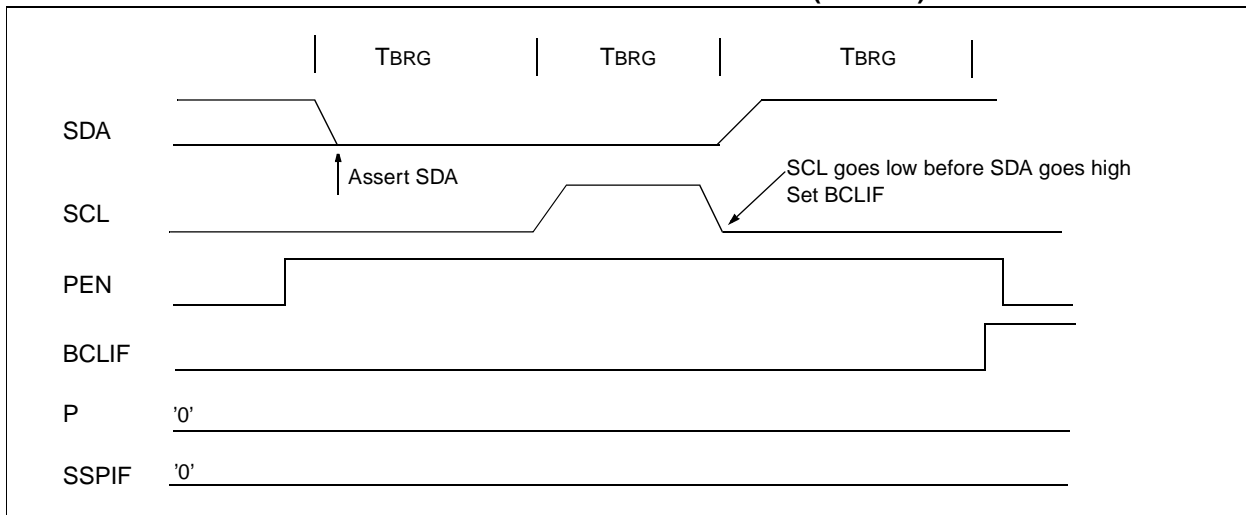 TBRG TBRG TBRG
SDA
Assert SDA
SCL goes low before SDA goes high
Set BCLIF
SCL
PEN
BCLIF
P '0'
SSPIF '0'